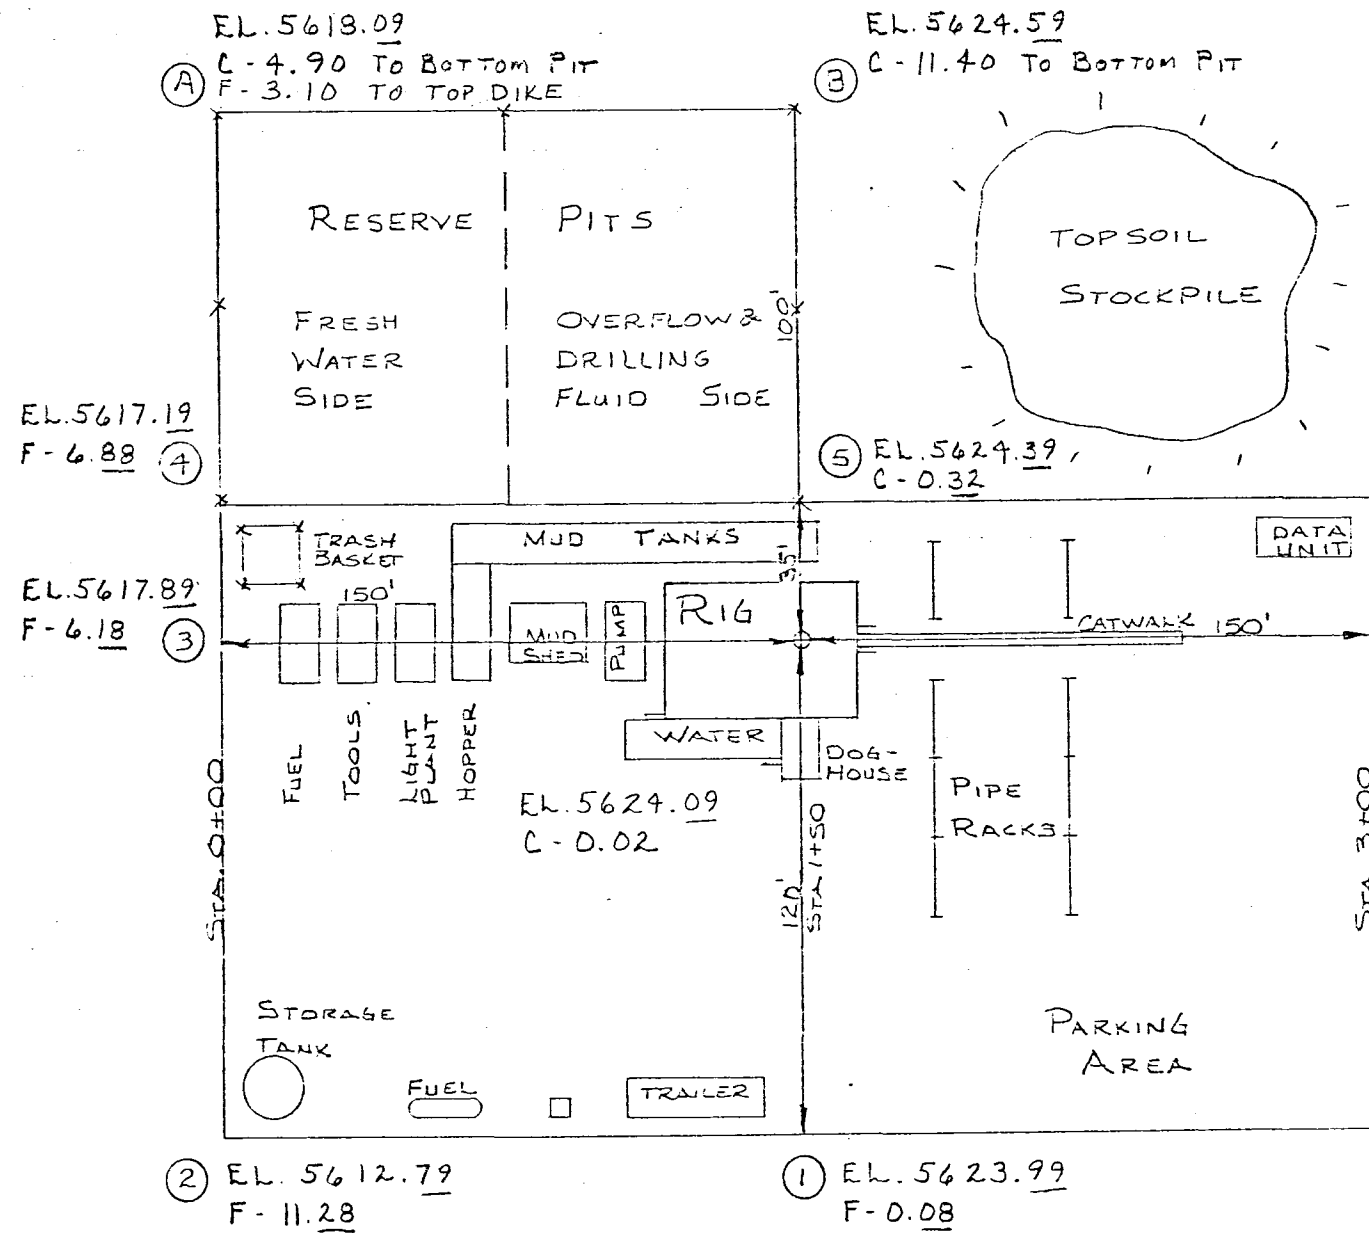 EL. 5618.09
C - 4.90 TO BOTTOM PIT
A F - 3.10 TO TOP DIKE
EL. 5624.59
B C - 11.40 TO BOTTOM PIT
RESERVE PITS
FRESH
WATER
SIDE
OVERFLOW &
DRILLING
FLUID SIDE
100'
TOPSOIL
STOCKPILE
EL. 5617.19
F - 6.88 4
5 EL. 5624.39
C - 0.32
TRASH
BASKET
MUD TANKS
35'
DATA
UNIT
EL. 5617.89
F - 6.18 3
150'
MUD
SHED
PUMP
RIG
CATWALK 150'
FUEL
TOOLS
LIGHT
PLANT
HOPPER
WATER
DOG-
HOUSE
PIPE
RACKS
EL. 5624.09
C - 0.02
STA. 0+00
120'
STA 1+50
STA 3+00
STORAGE
TANK
FUEL
TRAILER
PARKING
AREA
2 EL. 5612.79
F - 11.28
1 EL. 5623.99
F - 0.08